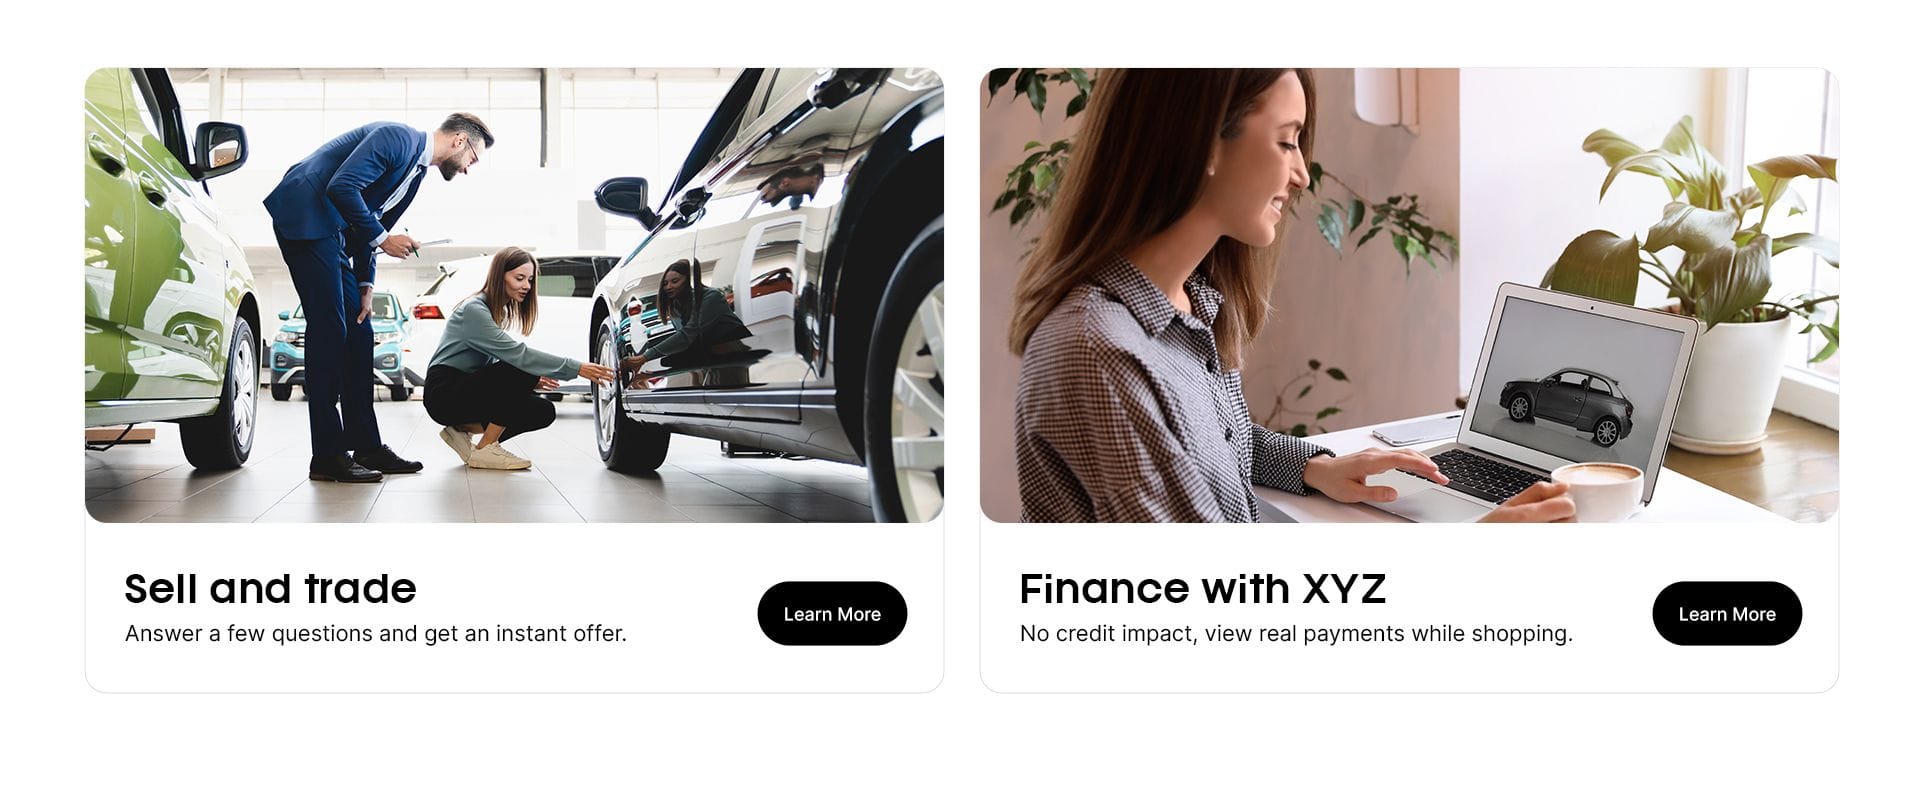 Sell and trade
Answer a few questions and get an instant offer.
Learn More
Finance with XYZ
No credit impact, view real payments while shopping.
Learn More